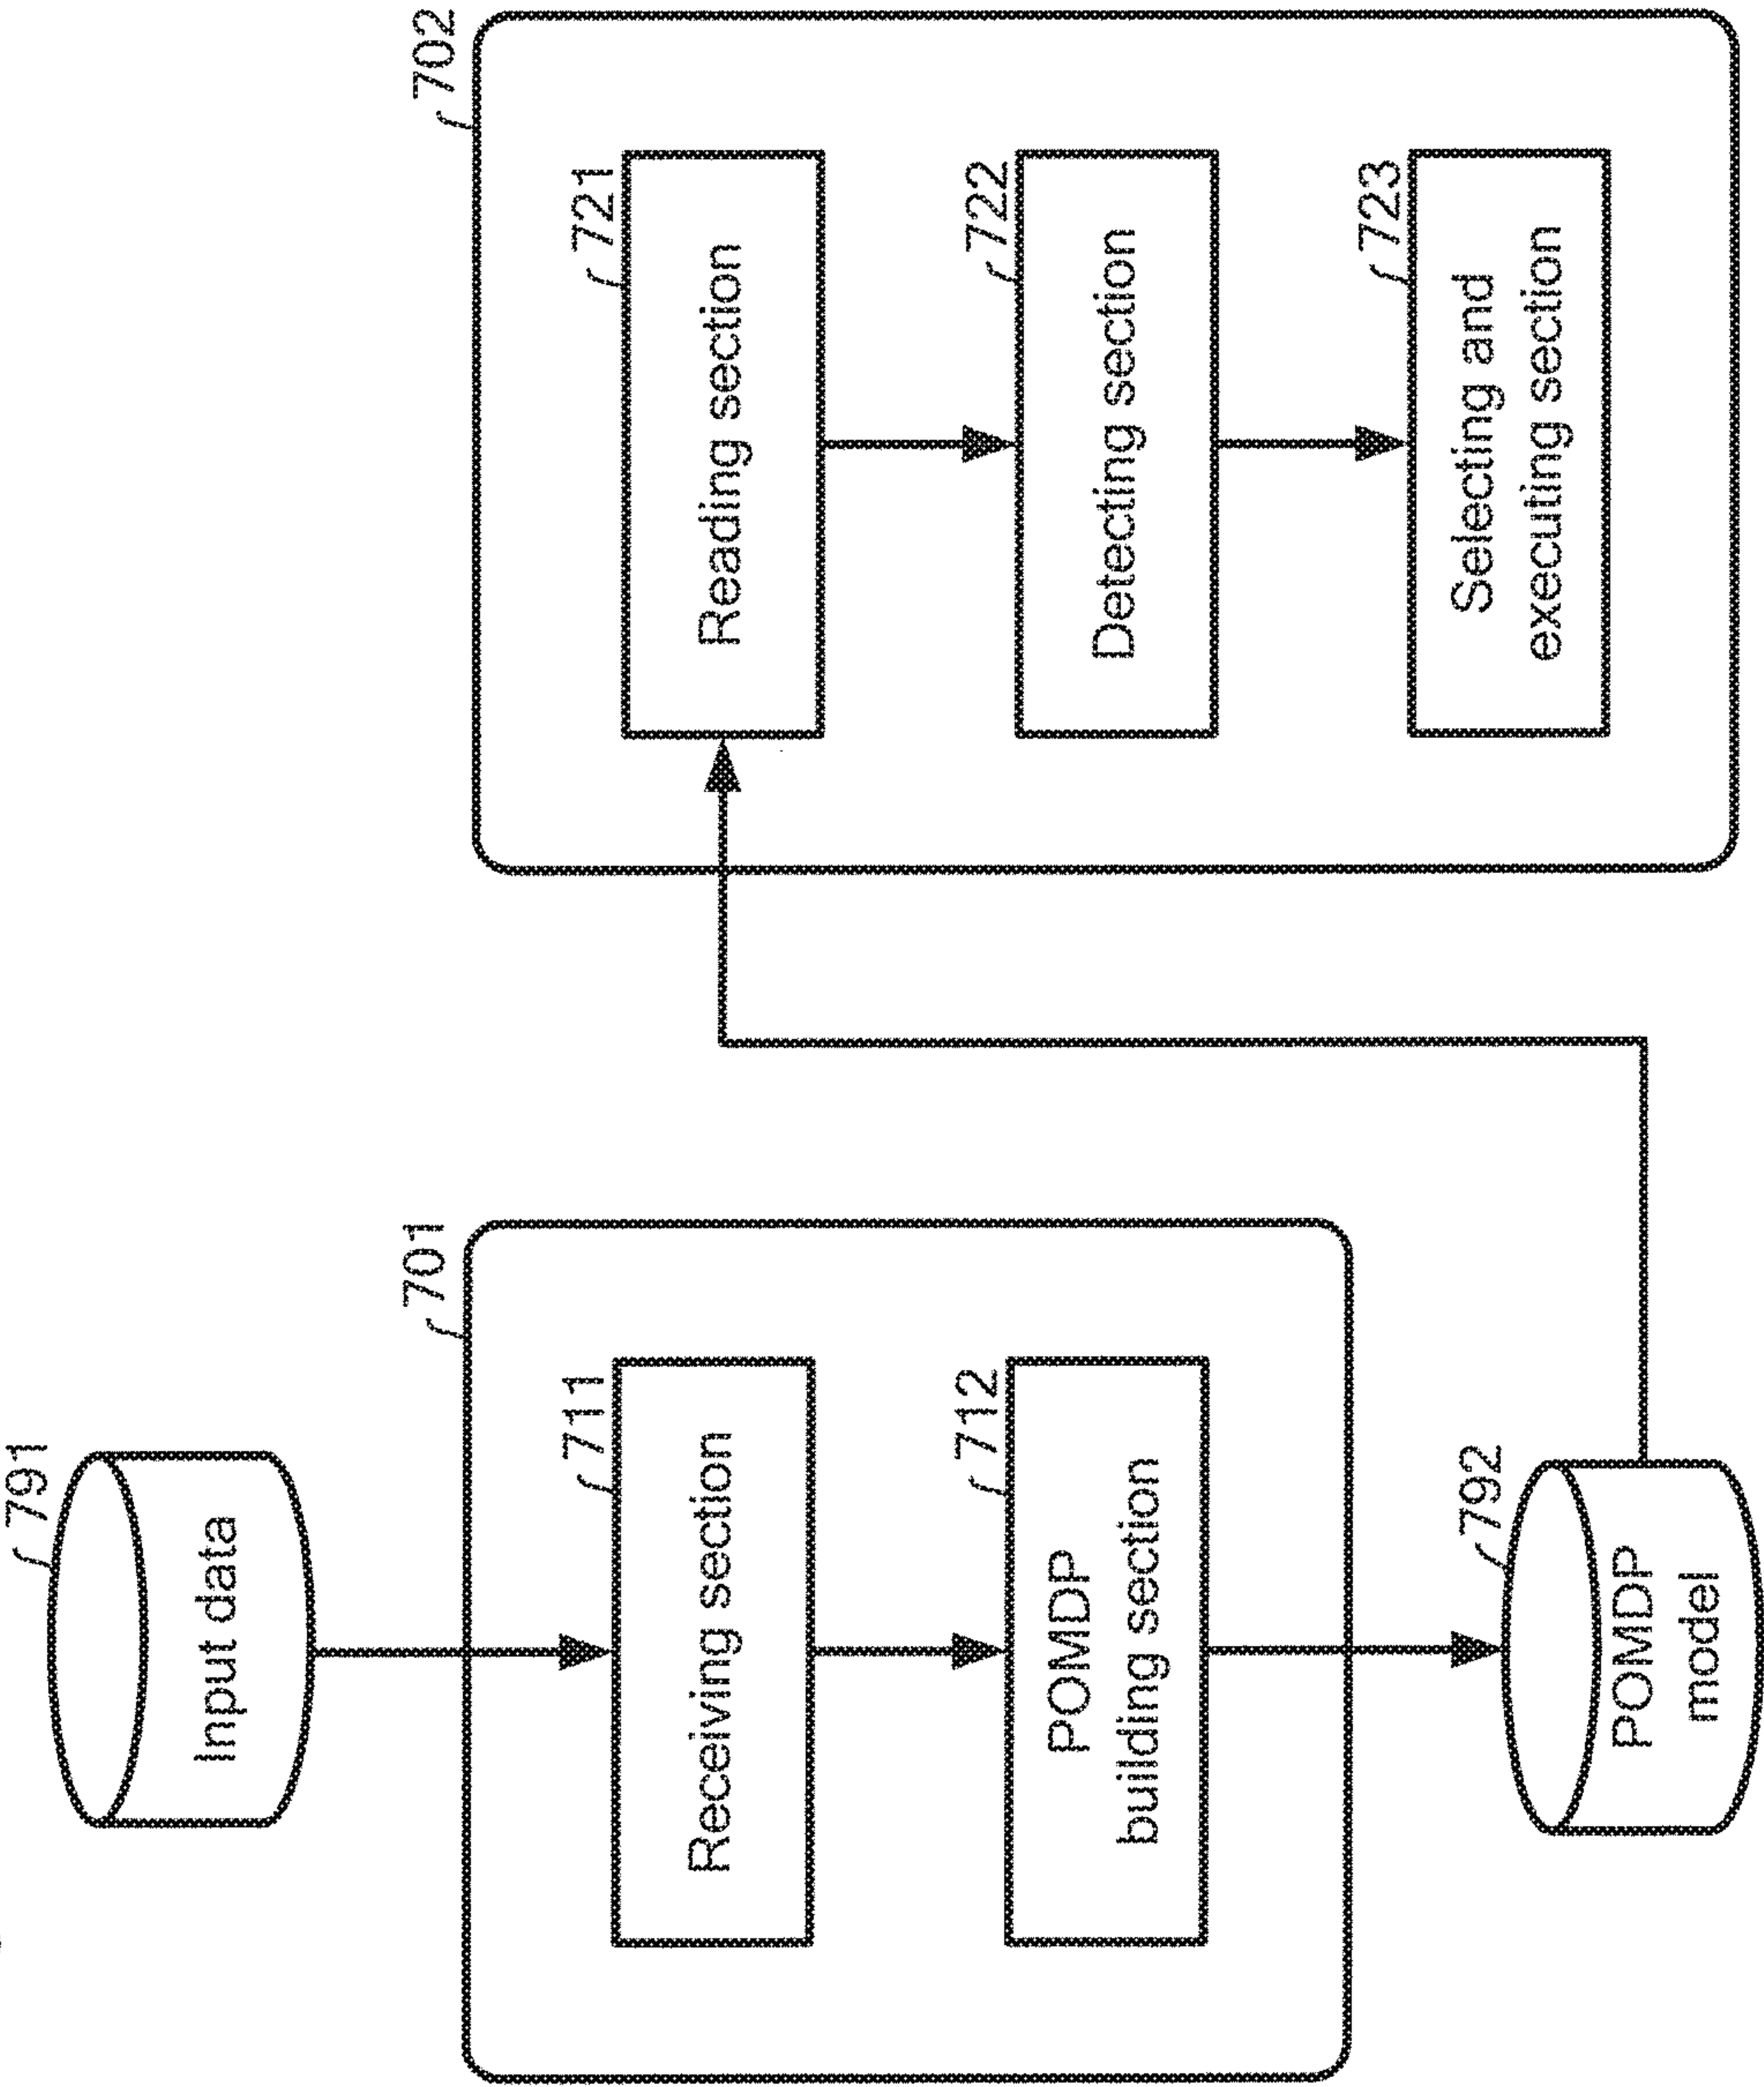 791
Input data
701
711
Receiving section
712
POMDP
building section
792
POMDP
model
702
721
Reading section
722
Detecting section
723
Selecting and
executing section